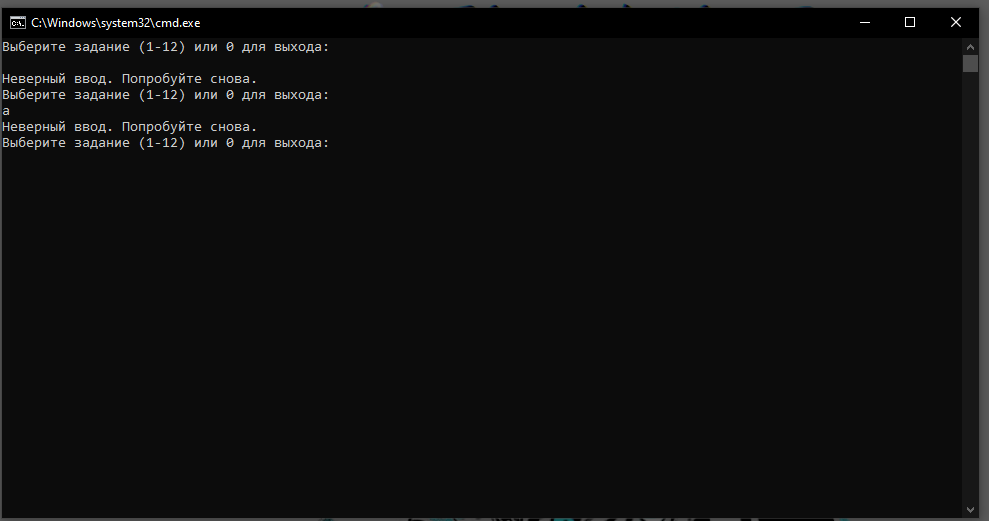 C:\Windows\system32\cmd.exe
Выберите задание (1-12) или 0 для выхода:
Неверный ввод. Попробуйте снова.
Выберите задание (1-12) или 0 для выхода:
а
Неверный ввод. Попробуйте снова.
Выберите задание (1-12) или 0 для выхода: